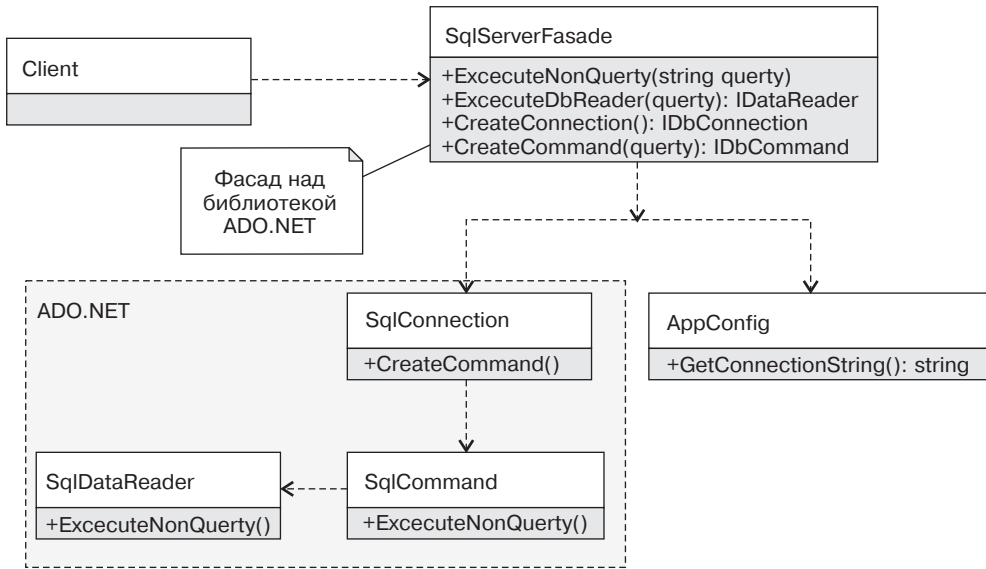 Client
SqlServerFasade
+ExcecuteNonQuerty(string querty)
+ExcecuteDbReader(querty): IDataReader
+CreateConnection(): IDbConnection
+CreateCommand(querty): IDbCommand
Фасад над
библиотекой
ADO.NET
ADO.NET
SqlConnection
+CreateCommand()
AppConfig
+GetConnectionString(): string
SqlDataReader
+ExcecuteNonQuerty()
SqlCommand
+ExcecuteNonQuerty()